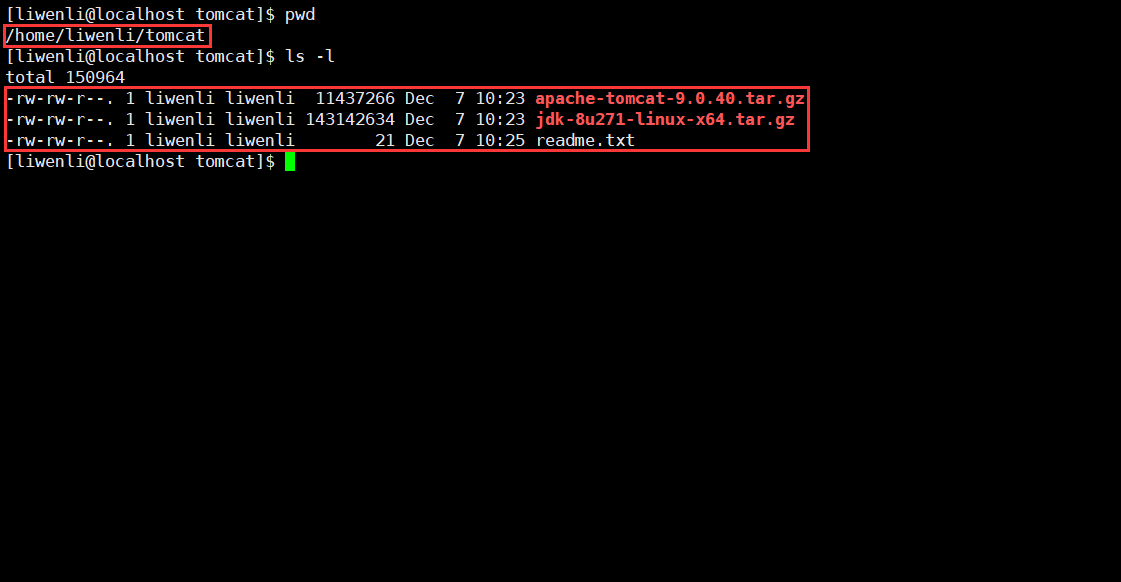 [liwenli@localhost tomcat]$ pwd
/home/liwenli/tomcat
[liwenli@localhost tomcat]$ ls -l
total 150964
-rw-rw-r--. 1 liwenli liwenli  11437266 Dec  7 10:23 apache-tomcat-9.0.40.tar.gz
-rw-rw-r--. 1 liwenli liwenli 143142634 Dec  7 10:23 jdk-8u271-linux-x64.tar.gz
-rw-rw-r--. 1 liwenli liwenli        21 Dec  7 10:25 readme.txt
[liwenli@localhost tomcat]$